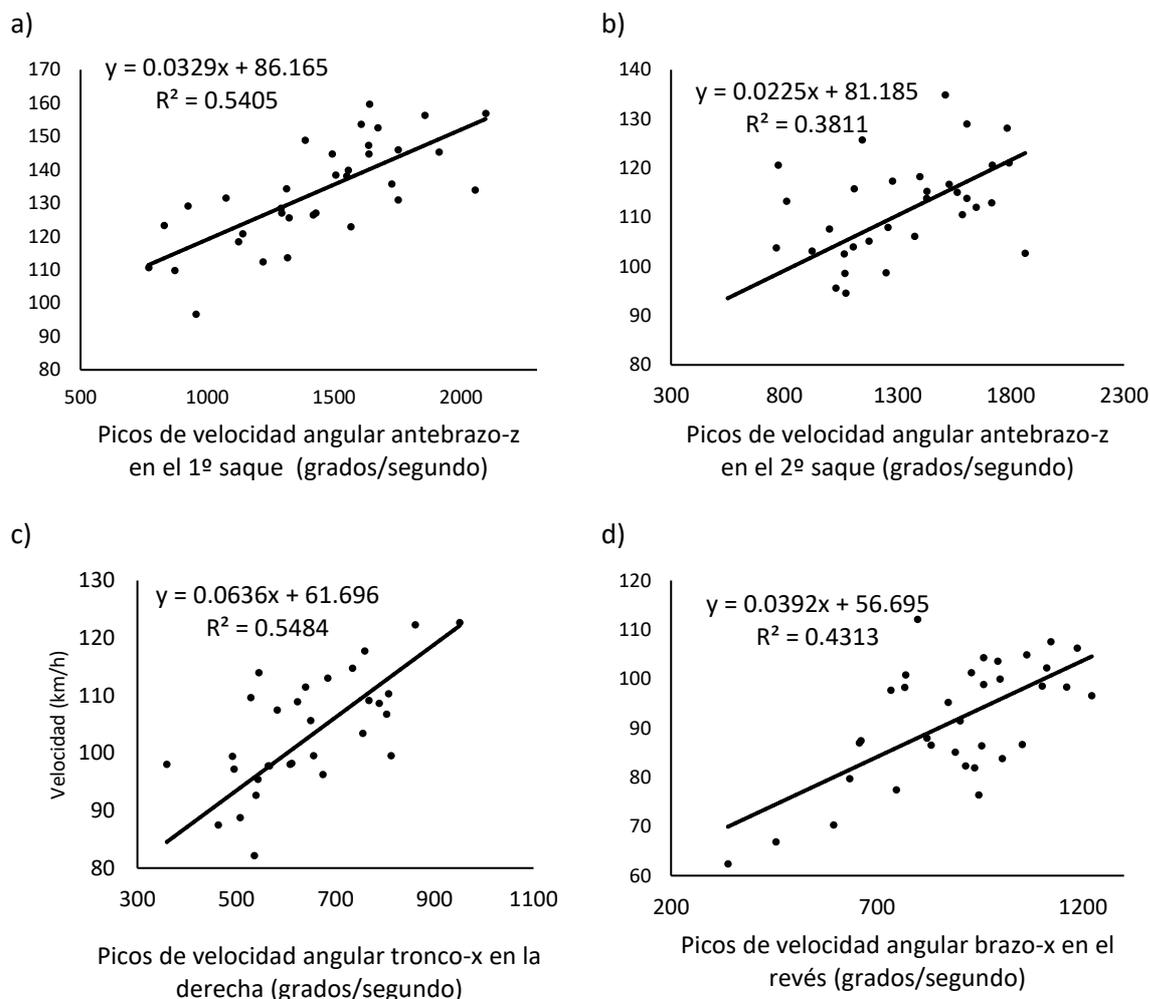 a)
y = 0.0329x + 86.165
R² = 0.5405
170
160
150
140
130
120
110
100
90
80
500
1000
1500
2000
Picos de velocidad angular antebrazo-z
en el 1º saque (grados/segundo)
b)
y = 0.0225x + 81.185
R² = 0.3811
140
130
120
110
100
90
80
300
800
1300
1800
2300
Picos de velocidad angular antebrazo-z
en el 2º saque (grados/segundo)
c)
y = 0.0636x + 61.696
R² = 0.5484
Velocidad (km/h)
130
120
110
100
90
80
300
500
700
900
1100
Picos de velocidad angular tronco-x en la
derecha (grados/segundo)
d)
y = 0.0392x + 56.695
R² = 0.4313
120
110
100
90
80
70
60
200
700
1200
Picos de velocidad angular brazo-x en el
revés (grados/segundo)